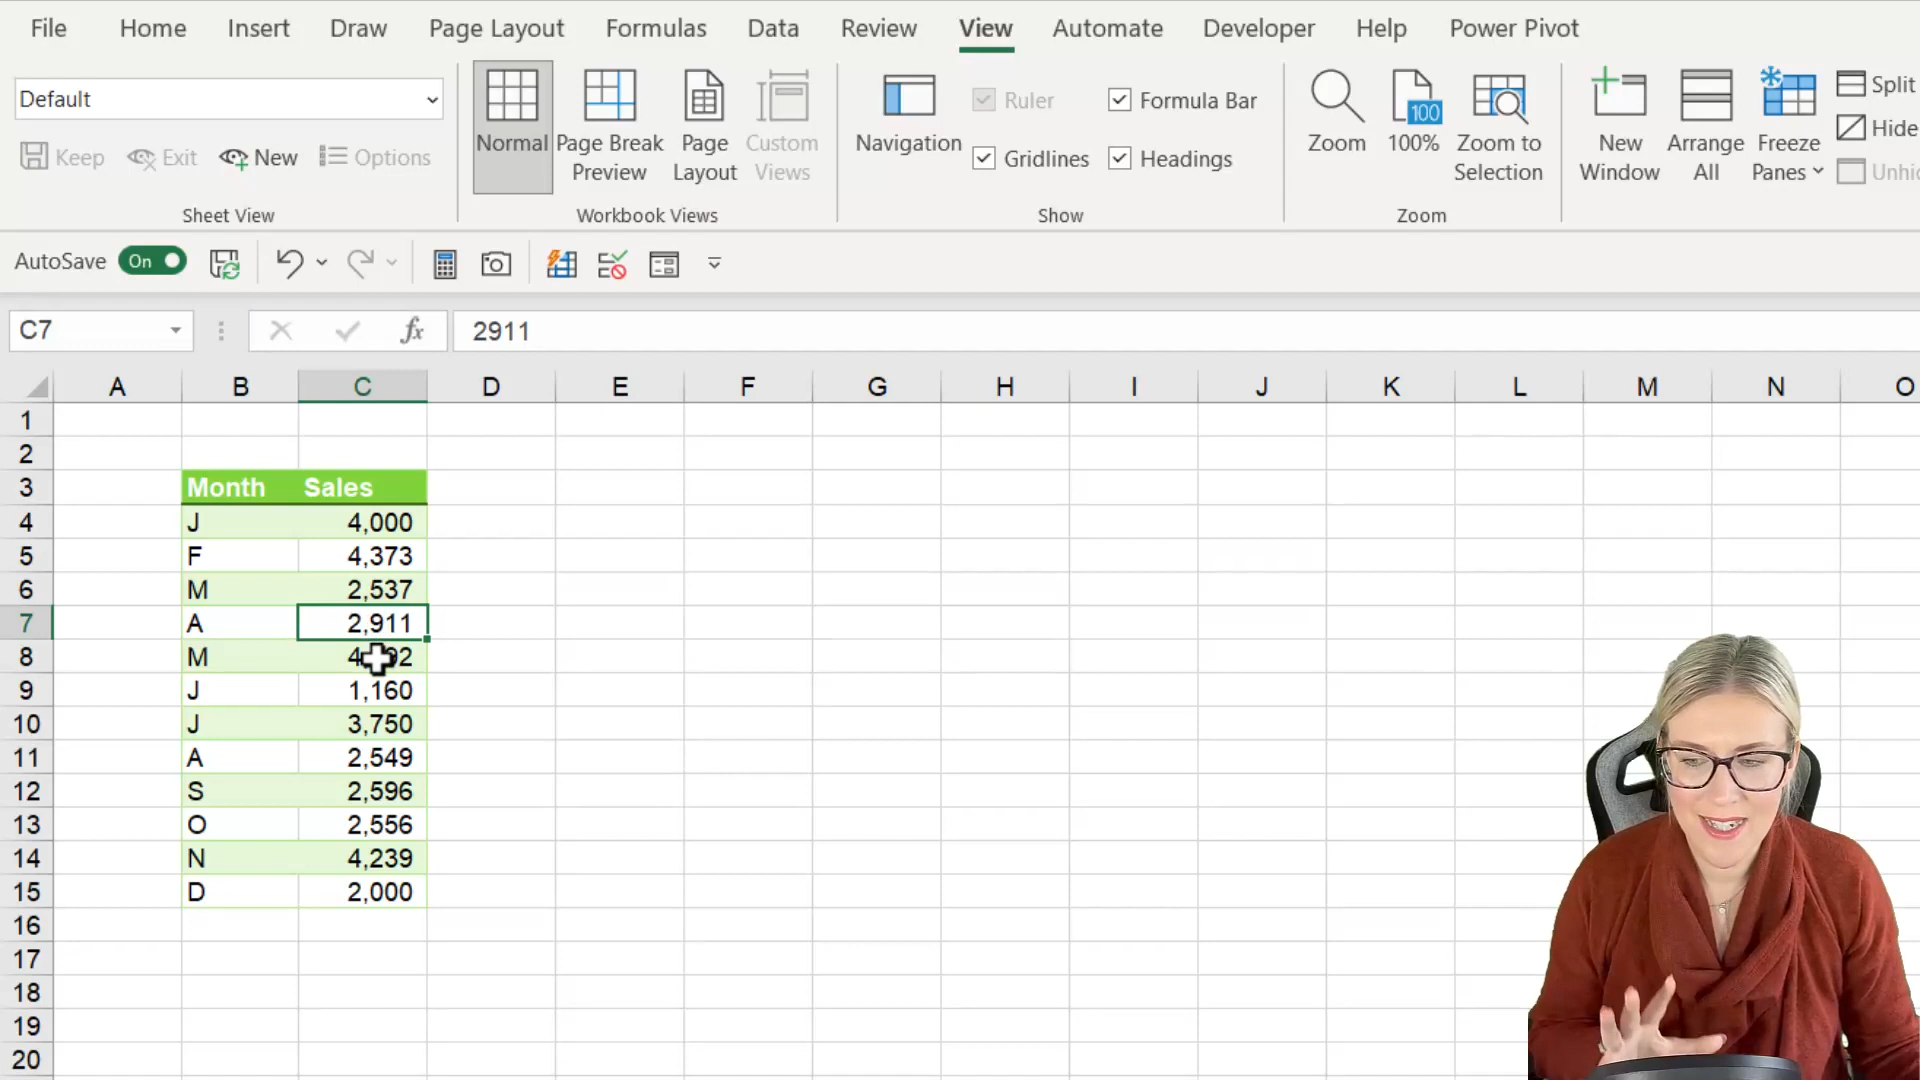 File Home Insert Draw Page Layout Formulas Data Review View Automate Developer Help Power Pivot
Default
Keep Exit New Options
Sheet View
Normal
Page Break Preview
Page Layout
Custom Views
Workbook Views
Navigation
Ruler Formula Bar
Gridlines Headings
Show
Zoom
100
100%
Zoom to Selection
Zoom
New Window
Arrange All
Freeze Panes
Split
Hide
AutoSave On
C7 fx 2911
A B C D E F G H I J K L M N O
1
2
3 Month Sales
4 J 4,000
5 F 4,373
6 M 2,537
7 A 2,911
8 M
9 J 1,160
10 J 3,750
11 A 2,549
12 S 2,596
13 O 2,556
14 N 4,239
15 D 2,000
16
17
18
19
20